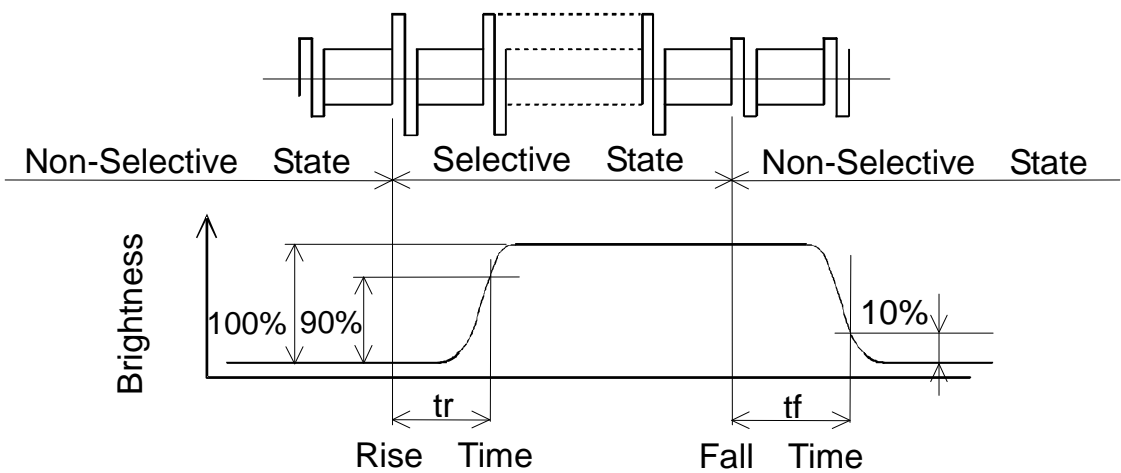 Non-Selective State Selective State Non-Selective State
Brightness
100% 90% 10%
tr tf
Rise Time Fall Time